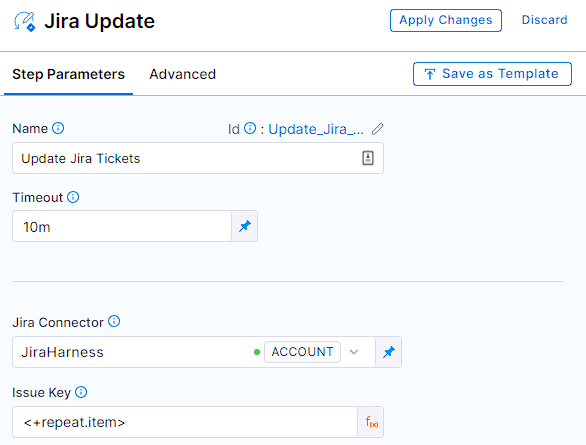 Jira Update
Apply Changes
Discard
Step Parameters
Advanced
Save as Template
Name
Id : Update_Jira_...
Update Jira Tickets
Timeout
10m
Jira Connector
JiraHarness
ACCOUNT
Issue Key
<+repeat.item>
f(x)